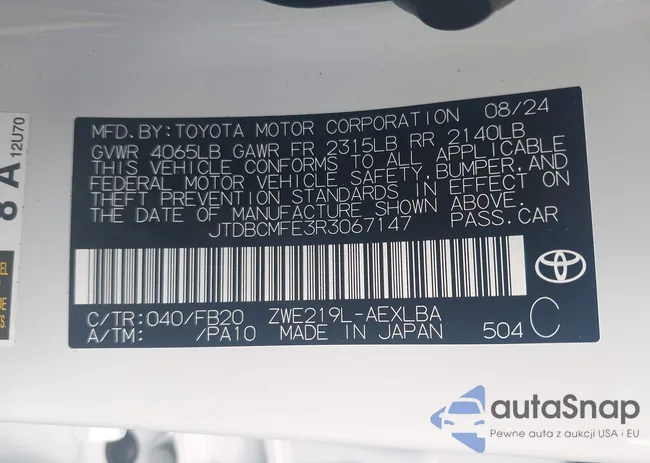 08/24
MFD.BY:TOYOTA MOTOR CORPORATION
GVWR 4065LB GAWR FR 2315LB RR 2140LB
THIS VEHICLE CONFORMS TO ALL APPLICABLE
FEDERAL MOTOR VEHICLE SAFETY,BUMPER,AND
THEFT PREVENTION STANDARDS IN EFFECT ON
THE DATE OF MANUFACTURE SHOWN ABOVE.
JTDBCMFE3R3067147 PASS.CAR
C/TR:040/FB20 ZWE219L-AEXLBA
A/TM: /PA10 MADE IN JAPAN 504 C
8 A 12U70
autaSnap
Pewne auta z aukcji USA i EU